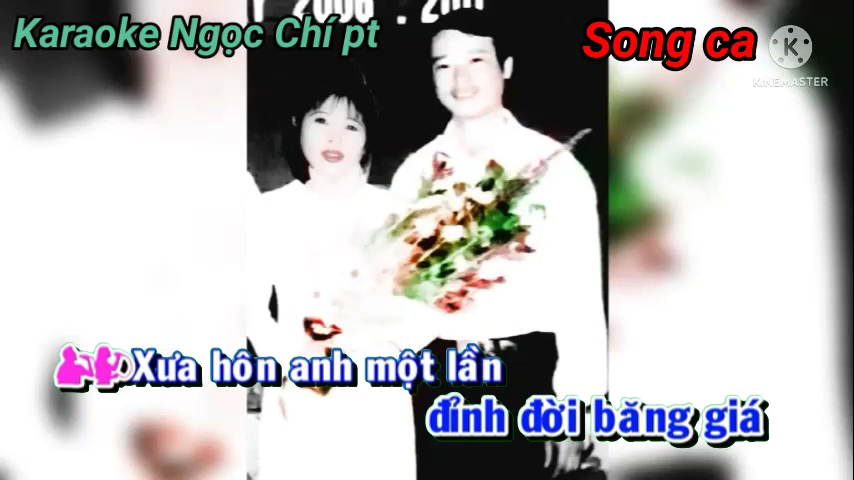 Karaoke Ngọc Chí pt
Song ca
KINEMASTER
Xưa hôn anh một lần
đỉnh đời băng giá